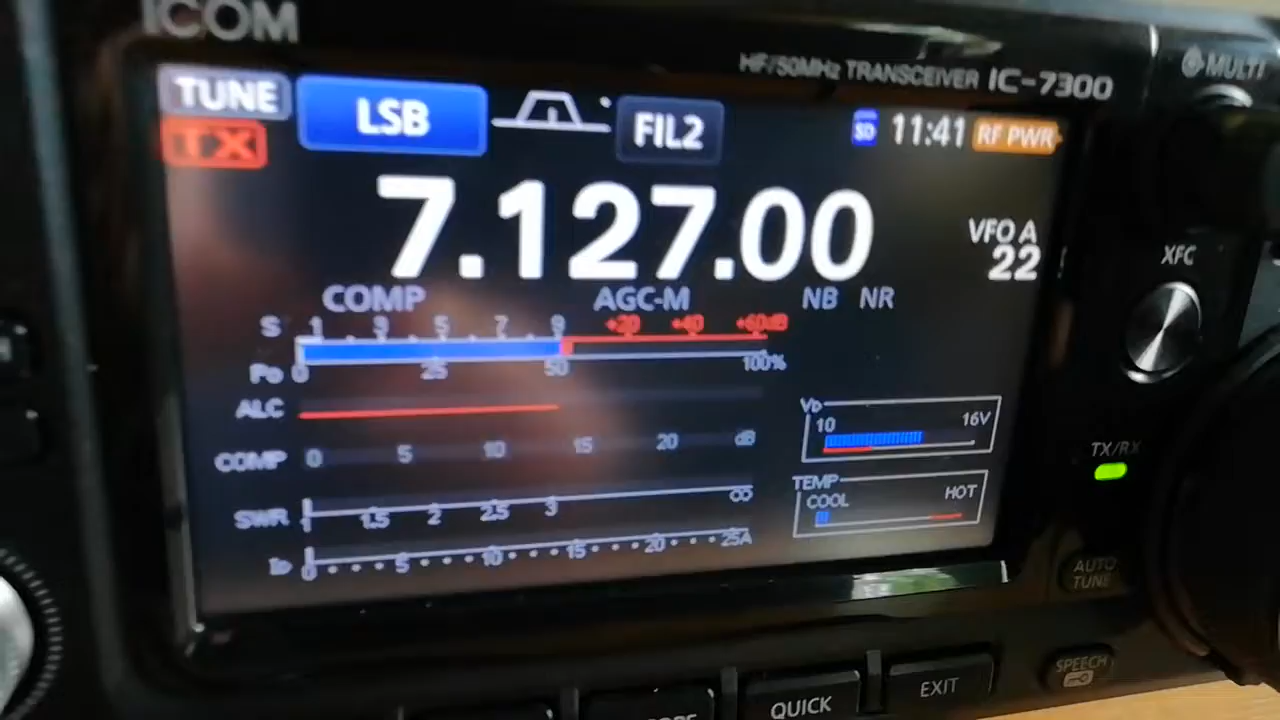 ICOM
HF/50MHz TRANSCEIVER IC-7300
MULTI
TUNE LSB FIL2 SD 11:41 RF PWR
TX
7.127.00
VFO A
22
XFC
COMP AGC-M NB NR
S 1 3 5 7 9 +20 +40 +60dB
Po 0 25 50 100%
ALC
COMP 0 5 10 15 20 dB
SWR 1 1.5 2 2.5 3 ∞
ID 0 5 10 15 20 25A
VD
10 16V
TEMP
COOL HOT
TX/RX
AUTO
TUNE
SPEECH
QUICK
EXIT